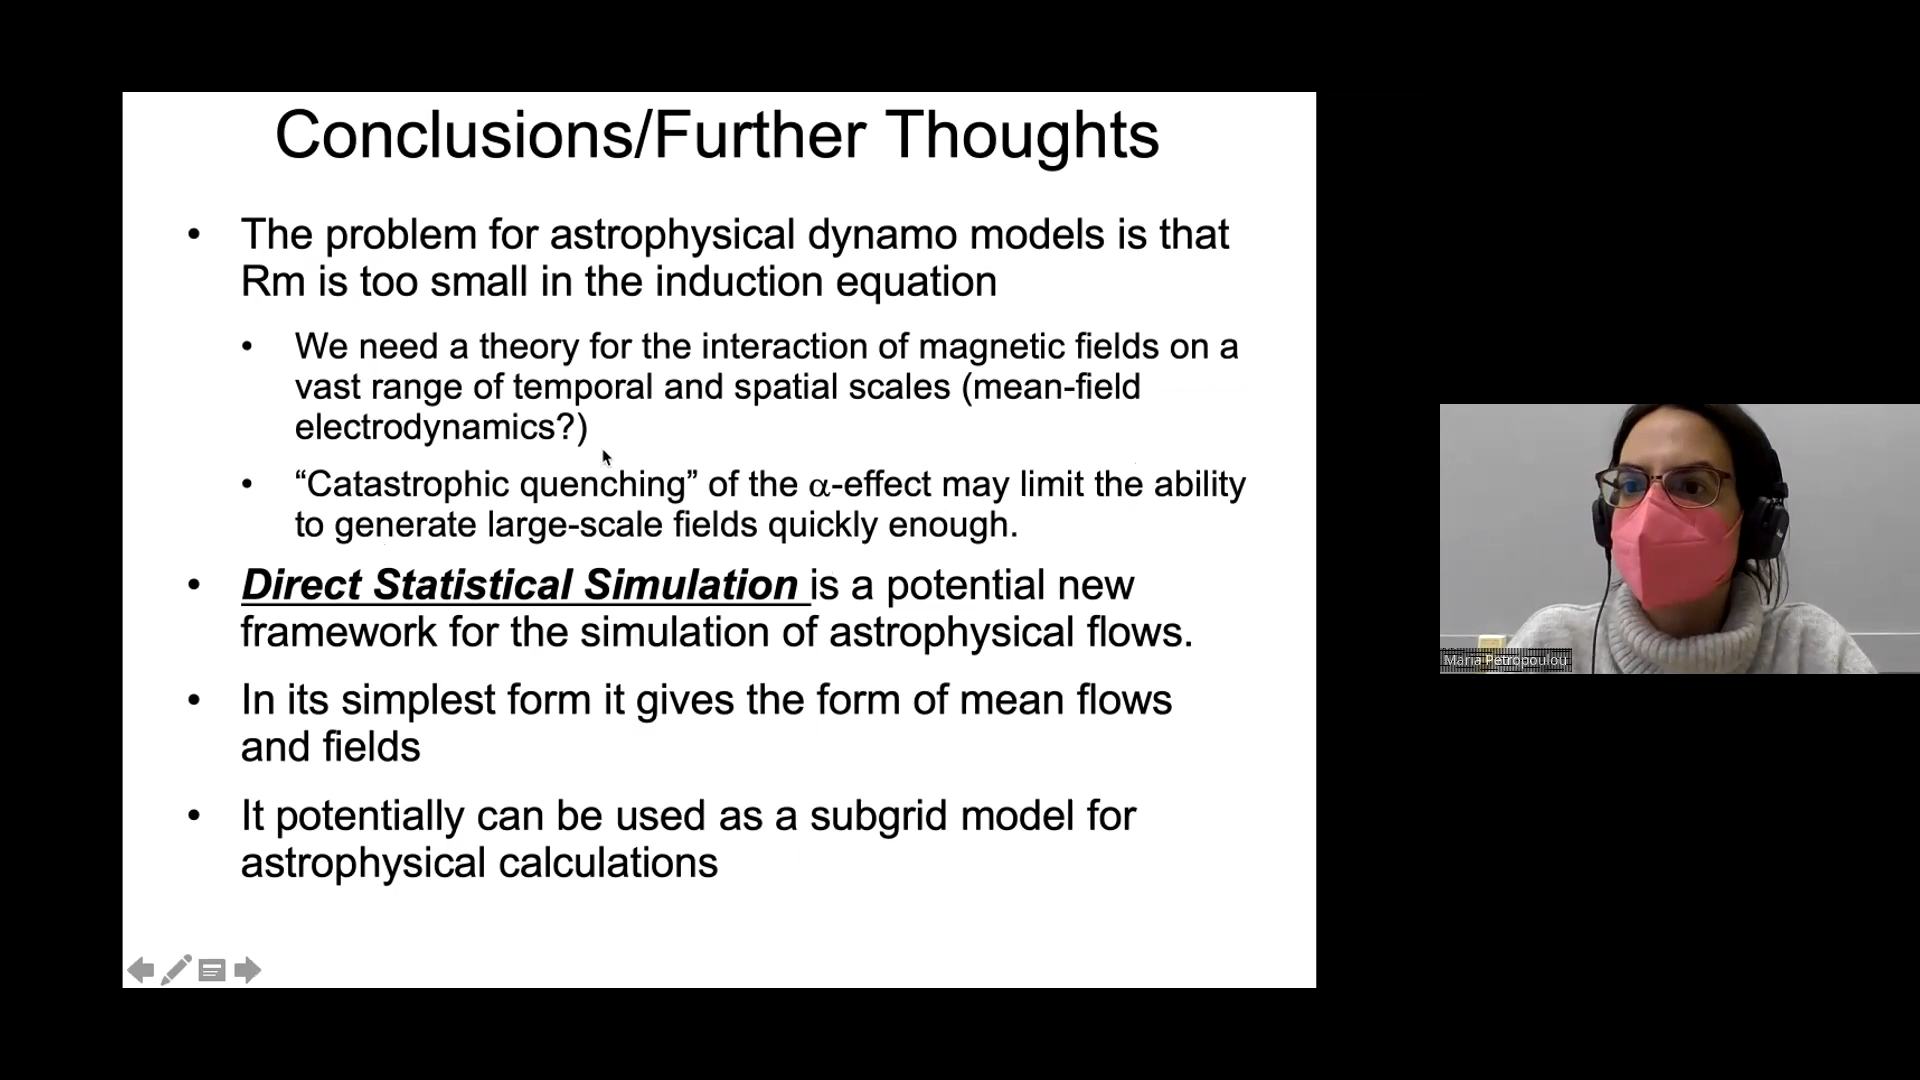 Conclusions/Further Thoughts
• The problem for astrophysical dynamo models is that
Rm is too small in the induction equation
• We need a theory for the interaction of magnetic fields on a
vast range of temporal and spatial scales (mean-field
electrodynamics?)
• “Catastrophic quenching” of the α-effect may limit the ability
to generate large-scale fields quickly enough.
• Direct Statistical Simulation is a potential new
framework for the simulation of astrophysical flows.
• In its simplest form it gives the form of mean flows
and fields
• It potentially can be used as a subgrid model for
astrophysical calculations
Maria Petropoulou